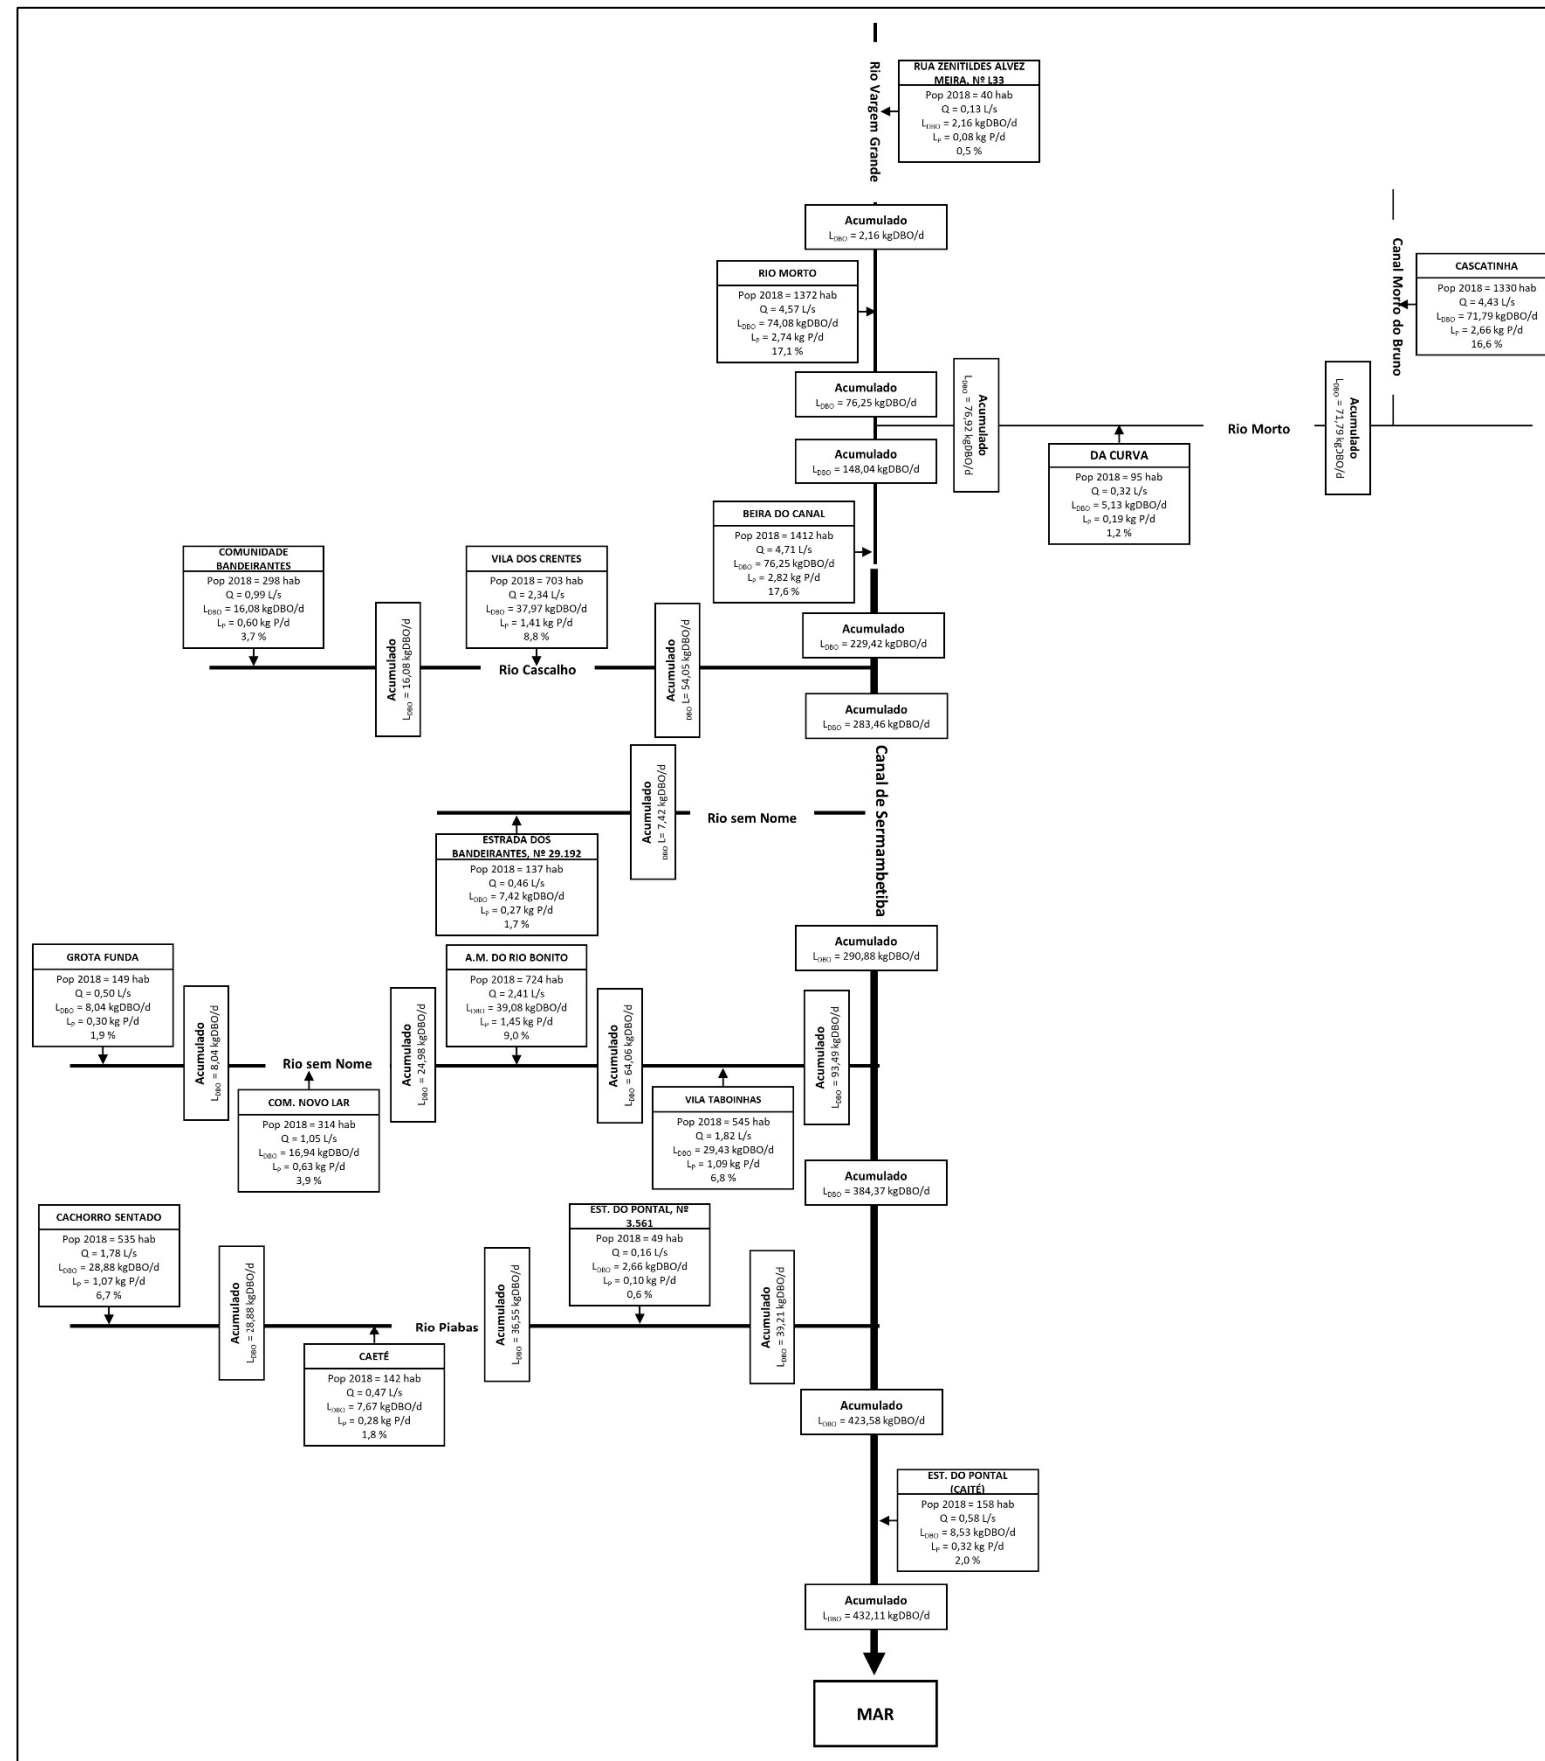 Rio Vargem Grande
RUA ZENITILDES ALVEZ
MEIRA, Nº L33
Pop 2018 = 40 hab
Q = 0,13 L/s
LDBO = 2,16 kgDBO/d
LP = 0,08 kg P/d
0,5 %
Acumulado
LDBO = 2,16 kgDBO/d
RIO MORTO
Pop 2018 = 1372 hab
Q = 4,57 L/s
LDBO = 74,08 kgDBO/d
LP = 2,74 kg P/d
17,1 %
Canal Morro do Bruno
CASCATINHA
Pop 2018 = 1330 hab
Q = 4,43 L/s
LDBO = 71,79 kgDBO/d
LP = 2,66 kg P/d
16,6 %
Acumulado
LDBO = 76,25 kgDBO/d
Acumulado
LDBO = 76,92 kgDBO/d
Rio Morto
Acumulado
LDBO = 71,79 kgDBO/d
Acumulado
LDBO = 148,04 kgDBO/d
DA CURVA
Pop 2018 = 95 hab
Q = 0,32 L/s
LDBO = 5,13 kgDBO/d
LP = 0,19 kg P/d
1,2 %
BEIRA DO CANAL
Pop 2018 = 1412 hab
Q = 4,71 L/s
LDBO = 76,25 kgDBO/d
LP = 2,82 kg P/d
17,6 %
COMUNIDADE
BANDEIRANTES
Pop 2018 = 298 hab
Q = 0,99 L/s
LDBO = 16,08 kgDBO/d
LP = 0,60 kg P/d
3,7 %
VILA DOS CRENTES
Pop 2018 = 703 hab
Q = 2,34 L/s
LDBO = 37,97 kgDBO/d
LP = 1,41 kg P/d
8,8 %
Acumulado
LDBO = 16,08 kgDBO/d
Rio Cascalho
Acumulado
DBO L= 54,05 kgDBO/d
Acumulado
LDBO = 229,42 kgDBO/d
Acumulado
LDBO = 283,46 kgDBO/d
Canal de Sermambetiba
Acumulado
DBO L= 7,42 kgDBO/d
Rio sem Nome
ESTRADA DOS
BANDEIRANTES, Nº 29.192
Pop 2018 = 137 hab
Q = 0,46 L/s
LDBO = 7,42 kgDBO/d
LP = 0,27 kg P/d
1,7 %
Acumulado
LDBO = 290,88 kgDBO/d
GROTA FUNDA
Pop 2018 = 149 hab
Q = 0,50 L/s
LDBO = 8,04 kgDBO/d
LP = 0,30 kg P/d
1,9 %
A.M. DO RIO BONITO
Pop 2018 = 724 hab
Q = 2,41 L/s
LDBO = 39,08 kgDBO/d
LP = 1,45 kg P/d
9,0 %
Acumulado
LDBO = 8,04 kgDBO/d
Rio sem Nome
Acumulado
LDBO = 24,98 kgDBO/d
Acumulado
LDBO = 64,06 kgDBO/d
Acumulado
LDBO = 93,49 kgDBO/d
COM. NOVO LAR
Pop 2018 = 314 hab
Q = 1,05 L/s
LDBO = 16,94 kgDBO/d
LP = 0,63 kg P/d
3,9 %
VILA TABOINHAS
Pop 2018 = 545 hab
Q = 1,82 L/s
LDBO = 29,43 kgDBO/d
LP = 1,09 kg P/d
6,8 %
Acumulado
LDBO = 384,37 kgDBO/d
CACHORRO SENTADO
Pop 2018 = 535 hab
Q = 1,78 L/s
LDBO = 28,88 kgDBO/d
LP = 1,07 kg P/d
6,7 %
EST. DO PONTAL, Nº
3.561
Pop 2018 = 49 hab
Q = 0,16 L/s
LDBO = 2,66 kgDBO/d
LP = 0,10 kg P/d
0,6 %
Acumulado
LDBO = 28,88 kgDBO/d
Rio Piabas
Acumulado
LDBO = 36,55 kgDBO/d
Acumulado
LDBO = 39,21 kgDBO/d
CAETÉ
Pop 2018 = 142 hab
Q = 0,47 L/s
LDBO = 7,67 kgDBO/d
LP = 0,28 kg P/d
1,8 %
Acumulado
LDBO = 423,58 kgDBO/d
EST. DO PONTAL
(CAITÉ)
Pop 2018 = 158 hab
Q = 0,58 L/s
LDBO = 8,53 kgDBO/d
LP = 0,32 kg P/d
2,0 %
Acumulado
LDBO = 432,11 kgDBO/d
MAR